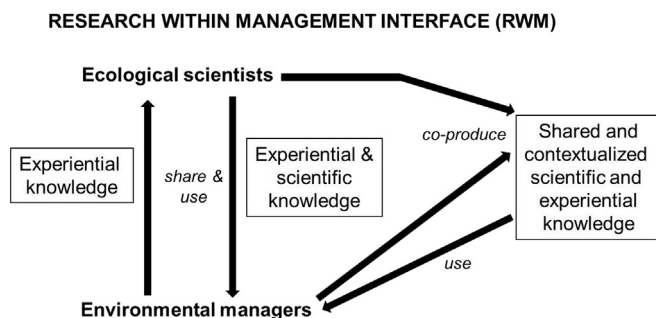 RESEARCH WITHIN MANAGEMENT INTERFACE (RWM)
Ecological scientists
Experiential
knowledge
share &
use
Experiential &
scientific
knowledge
co-produce
Shared and
contextualized
scientific and
experiential
knowledge
use
Environmental managers